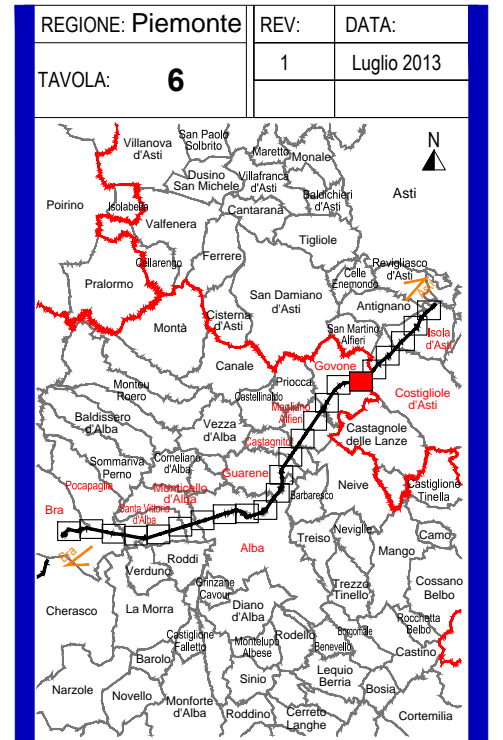 REGIONE: Piemonte
REV:
DATA:
TAVOLA: 6
1
Luglio 2013
N
Villanova
d'Asti
San Paolo
Solbrito
Maretto
Monale
Dusino
San Michele
Villafranca
d'Asti
Baldichieri
d'Asti
Asti
Poirino
Isolabella
Valfenera
Cantarana
Tigliole
Cellarengo
Ferrere
Revigliasco
d'Asti
Celle
Enemondo
Pralormo
San Damiano
d'Asti
Antignano
Montà
Cisterna
d'Asti
San Martino
Alfieri
Isola
d'Asti
Canale
Govone
Priocca
Monteu
Roero
Castellinaldo
Costigliole
d'Asti
Magliano
Alfieri
Baldissero
d'Alba
Vezza
d'Alba
Castagnito
Castagnole
delle Lanze
Sommariva
Perno
Corneliano
d'Alba
Guarene
Pocapaglia
Monticello
d'Alba
Neive
Castiglione
Tinella
Barbaresco
Bra
Santa Vittoria
d'Alba
Alba
Treiso
Neviglie
Camo
Bra
Roddi
Mango
Verduno
Grinzane
Cavour
Trezzo
Tinello
Cossano
Belbo
Cherasco
La Morra
Diano
d'Alba
Rocchetta
Belbo
Castiglione
Falletto
Montelupo
Albese
Rodello
Borgomale
Benevello
Castino
Barolo
Lequio
Berria
Sinio
Bosia
Narzole
Novello
Monforte
d'Alba
Roddino
Cerreto
Langhe
Cortemilia